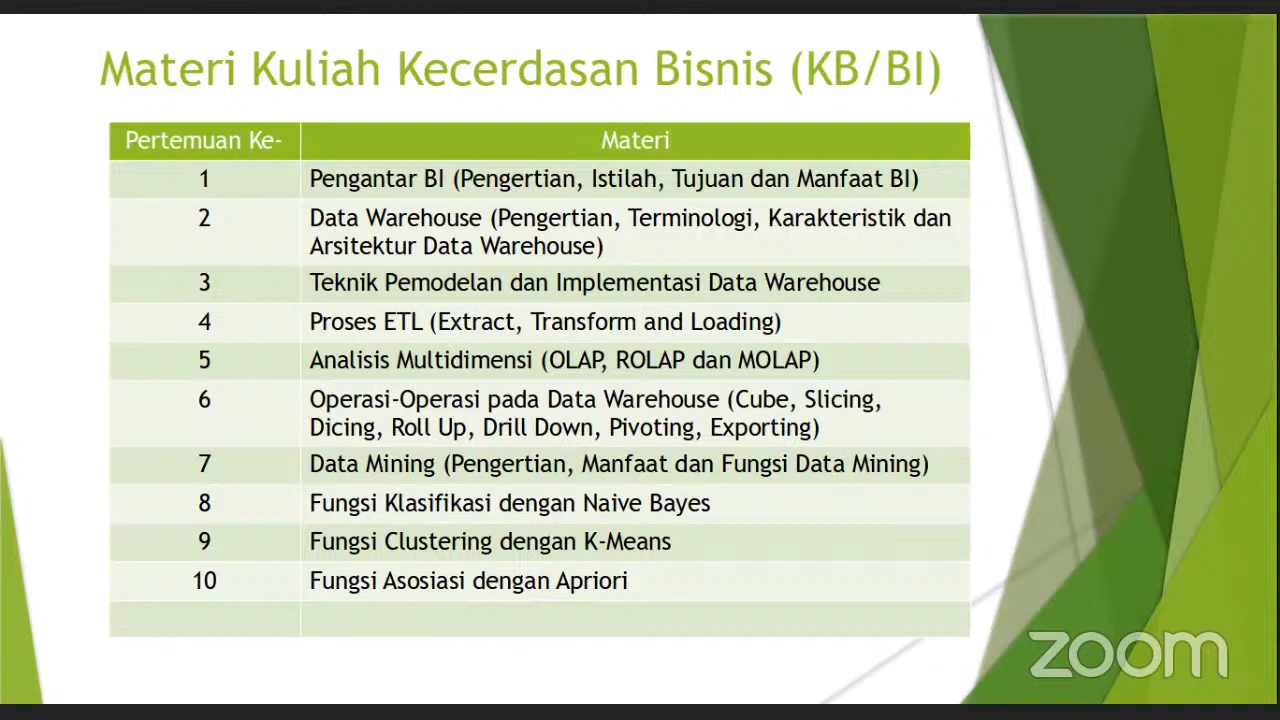 Materi Kuliah Kecerdasan Bisnis (KB/BI)
Pertemuan Ke- Materi
1 Pengantar BI (Pengertian, Istilah, Tujuan dan Manfaat BI)
2 Data Warehouse (Pengertian, Terminologi, Karakteristik dan
Arsitektur Data Warehouse)
3 Teknik Pemodelan dan Implementasi Data Warehouse
4 Proses ETL (Extract, Transform and Loading)
5 Analisis Multidimensi (OLAP, ROLAP dan MOLAP)
6 Operasi-Operasi pada Data Warehouse (Cube, Slicing,
Dicing, Roll Up, Drill Down, Pivoting, Exporting)
7 Data Mining (Pengertian, Manfaat dan Fungsi Data Mining)
8 Fungsi Klasifikasi dengan Naive Bayes
9 Fungsi Clustering dengan K-Means
10 Fungsi Asosiasi dengan Apriori
zoom